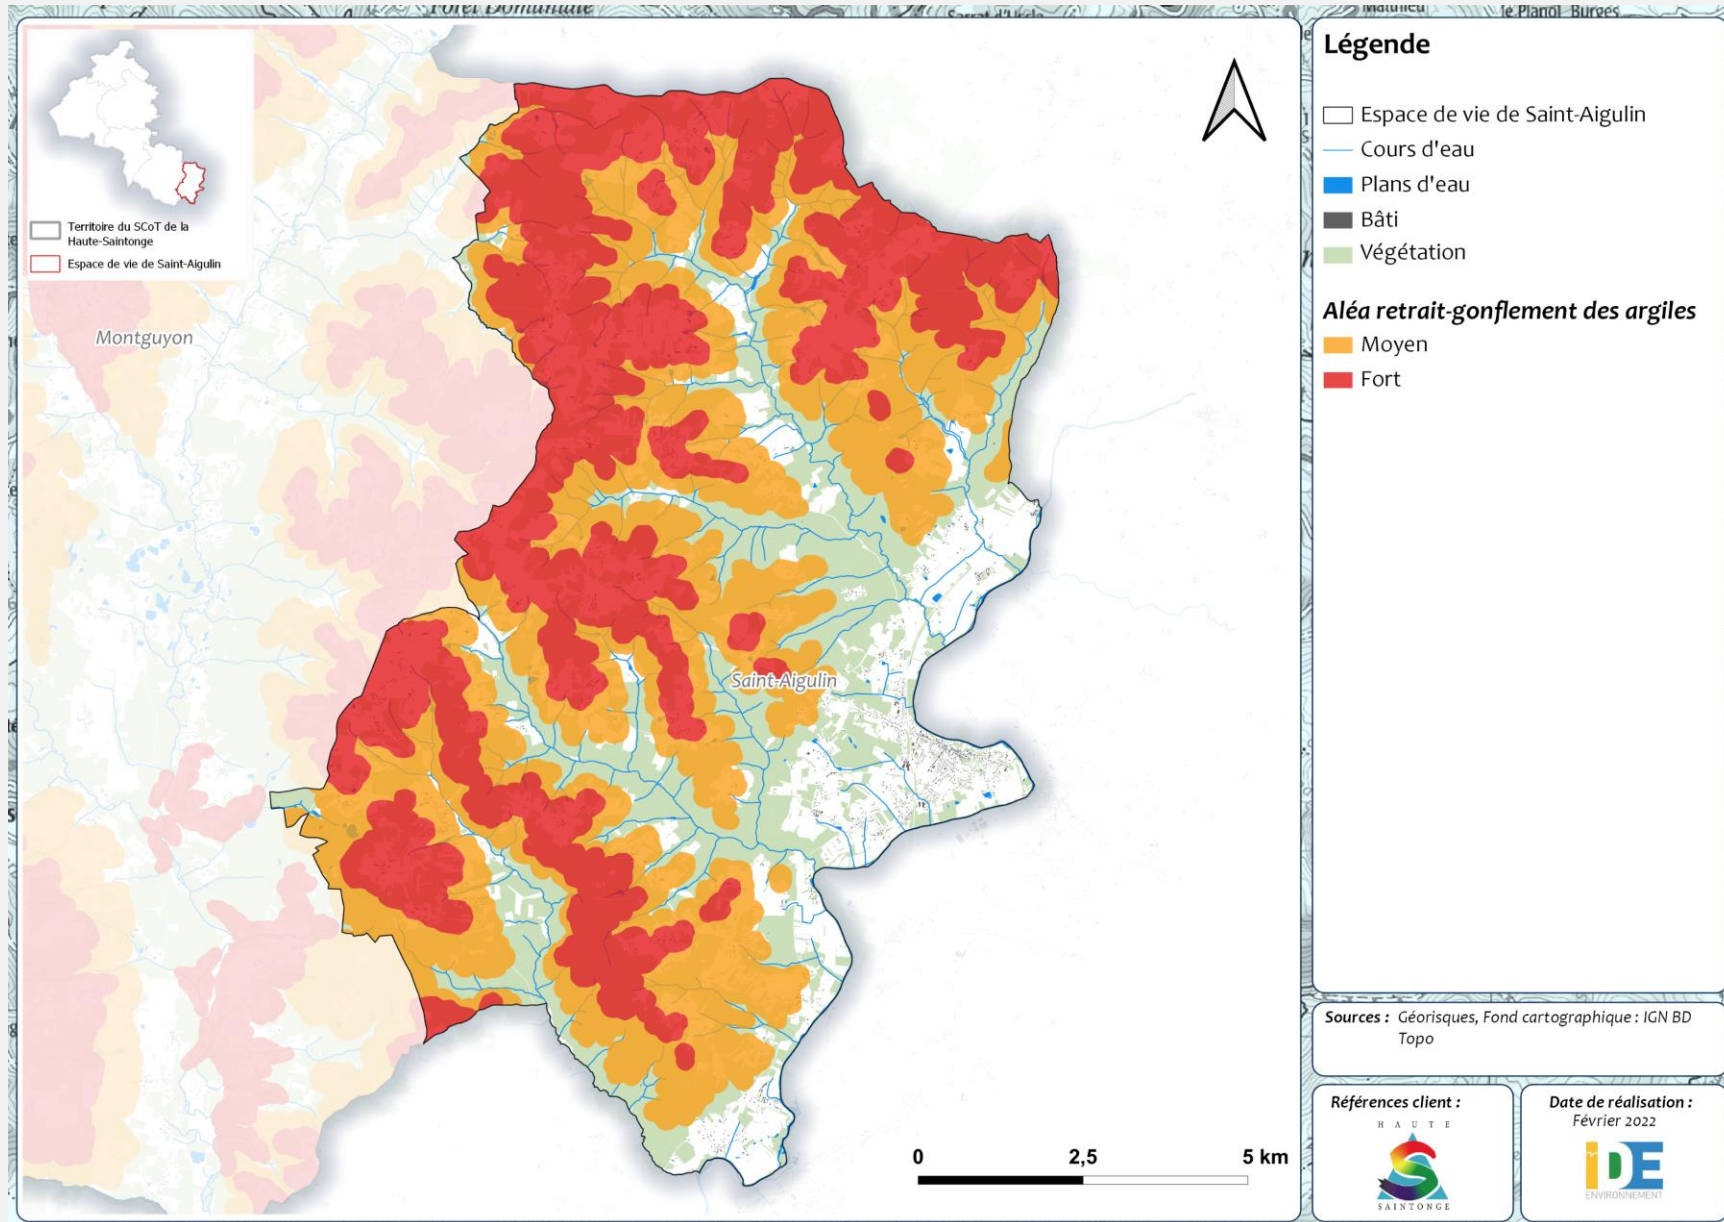 Forêt Domaniale
Légende
Espace de vie de Saint-Aigulin
Cours d'eau
Plans d'eau
Bâti
Végétation
Aléa retrait-gonflement des argiles
Moyen
Fort
Territoire du SCoT de la
Haute-Saintonge
Espace de vie de Saint-Aigulin
Montguyon
Saint-Aigulin
0 2,5 5 km
Sources : Géorisques, Fond cartographique : IGN BD
Topo
Références client :
HAUTE
SAINTONGE
Date de réalisation :
Février 2022
iDE
ENVIRONNEMENT